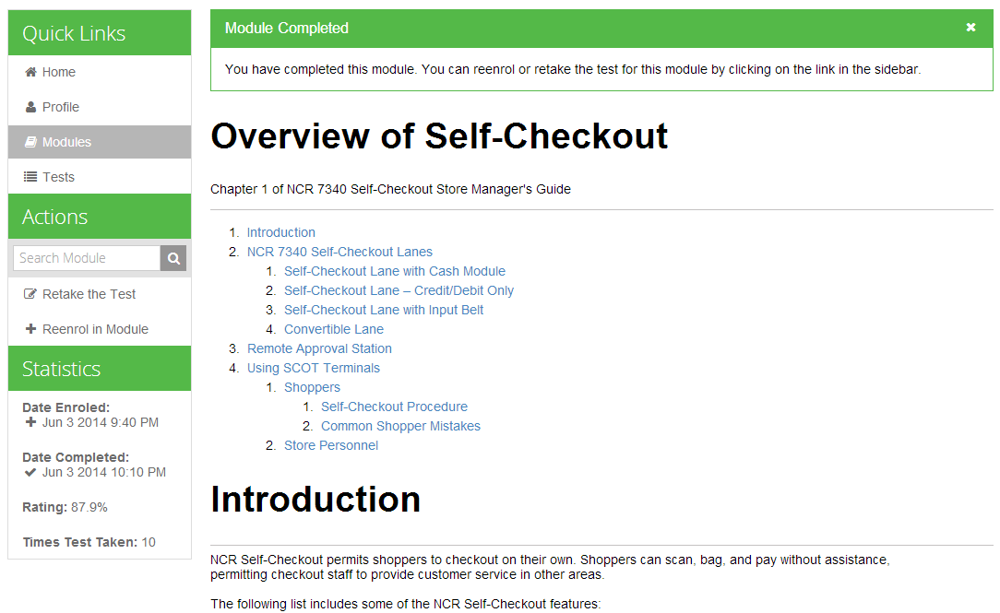 Quick Links
Home
Profile
Modules
Tests
Actions
Search Module
Retake the Test
Reenrol in Module
Statistics
Date Enroled:
Jun 3 2014 9:40 PM
Date Completed:
Jun 3 2014 10:10 PM
Rating: 87.9%
Times Test Taken: 10
Module Completed
You have completed this module. You can reenrol or retake the test for this module by clicking on the link in the sidebar.
Overview of Self-Checkout
Chapter 1 of NCR 7340 Self-Checkout Store Manager's Guide
1. Introduction
2. NCR 7340 Self-Checkout Lanes
1. Self-Checkout Lane with Cash Module
2. Self-Checkout Lane – Credit/Debit Only
3. Self-Checkout Lane with Input Belt
4. Convertible Lane
3. Remote Approval Station
4. Using SCOT Terminals
1. Shoppers
1. Self-Checkout Procedure
2. Common Shopper Mistakes
2. Store Personnel
Introduction
NCR Self-Checkout permits shoppers to checkout on their own. Shoppers can scan, bag, and pay without assistance,
permitting checkout staff to provide customer service in other areas.
The following list includes some of the NCR Self-Checkout features: